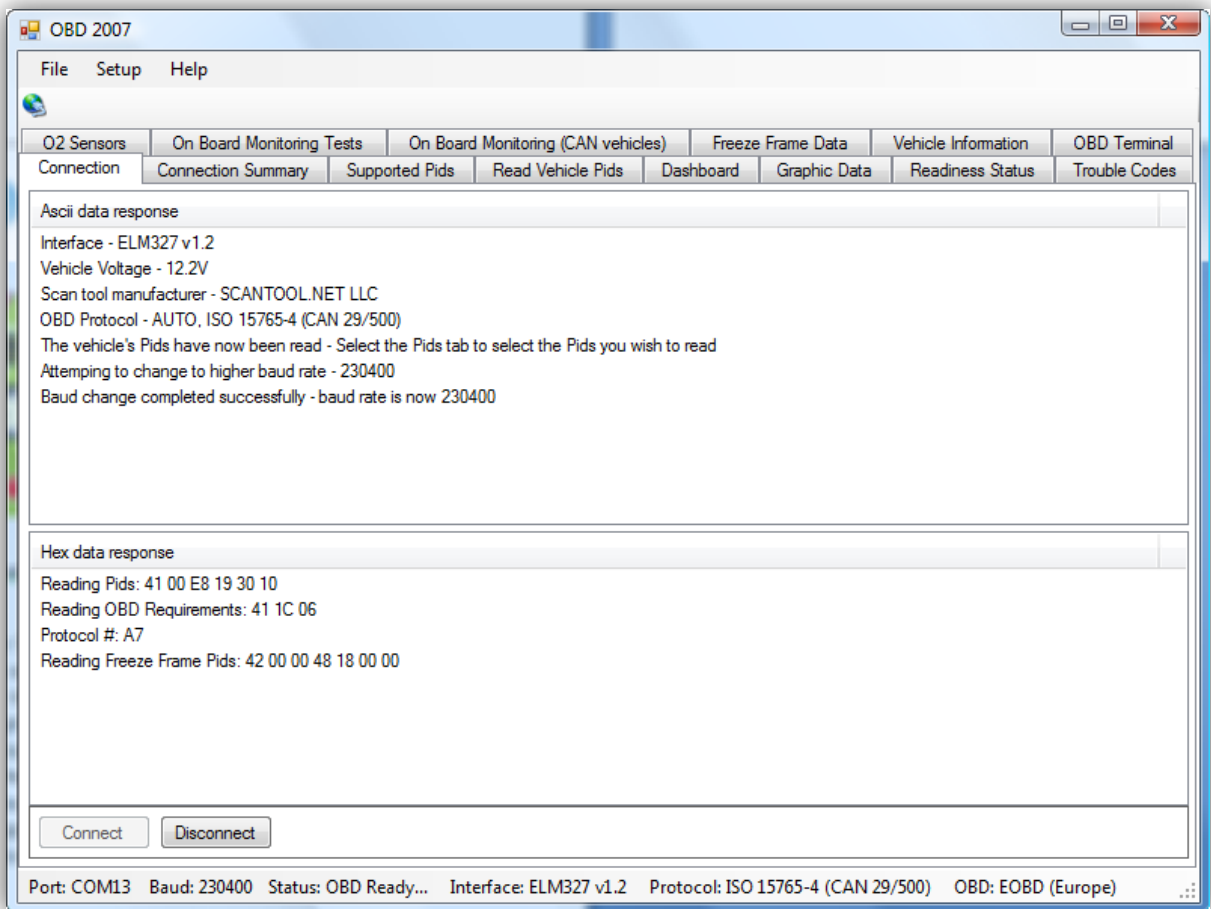 OBD 2007
File Setup Help
O2 Sensors On Board Monitoring Tests On Board Monitoring (CAN vehicles) Freeze Frame Data Vehicle Information OBD Terminal
Connection Connection Summary Supported Pids Read Vehicle Pids Dashboard Graphic Data Readiness Status Trouble Codes
Ascii data response
Interface - ELM327 v1.2
Vehicle Voltage - 12.2V
Scan tool manufacturer - SCANTOOL.NET LLC
OBD Protocol - AUTO, ISO 15765-4 (CAN 29/500)
The vehicle's Pids have now been read - Select the Pids tab to select the Pids you wish to read
Attemping to change to higher baud rate - 230400
Baud change completed successfully - baud rate is now 230400
Hex data response
Reading Pids: 41 00 E8 19 30 10
Reading OBD Requirements: 41 1C 06
Protocol #: A7
Reading Freeze Frame Pids: 42 00 00 48 18 00 00
Connect Disconnect
Port: COM13 Baud: 230400 Status: OBD Ready... Interface: ELM327 v1.2 Protocol: ISO 15765-4 (CAN 29/500) OBD: EOBD (Europe)